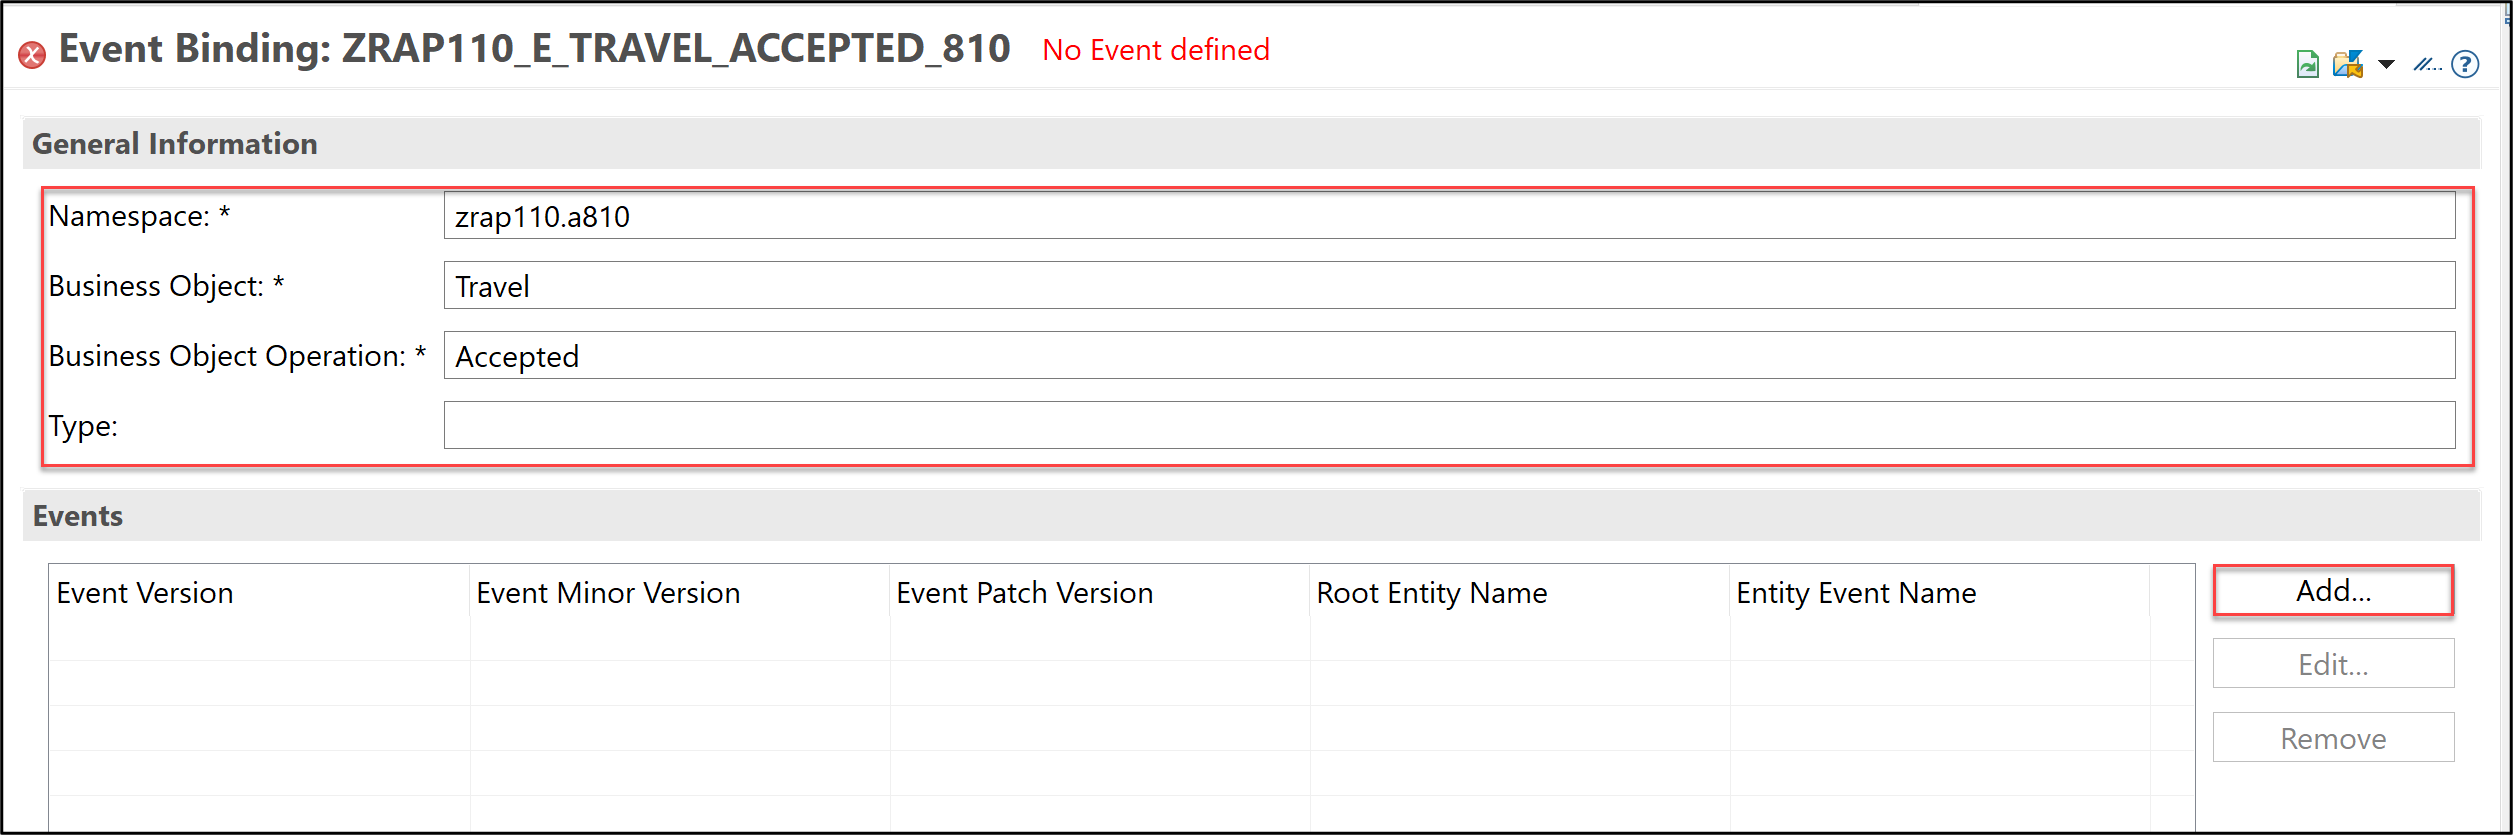 Event Binding: ZRAP110_E_TRAVEL_ACCEPTED_810 No Event defined
General Information
Namespace: * zrap110.a810
Business Object: * Travel
Business Object Operation: * Accepted
Type:
Events
Event Version Event Minor Version Event Patch Version Root Entity Name Entity Event Name
Add...
Edit...
Remove